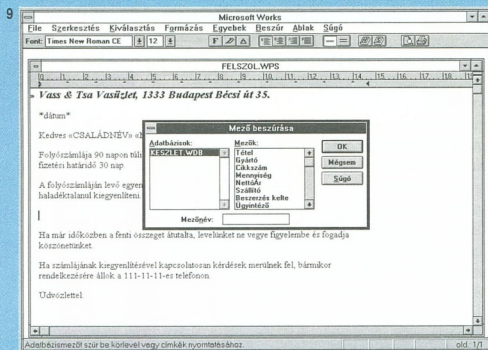 9
Microsoft Works
File Szerkesztés Kiválasztás Formázás Egyebek Beszúr Ablak Súgó
Font: Times New Roman CE 12
FELSZOL.WPS
Vass & Tsa Vasüzlet, 1333 Budapest Bécsi út 35.
*dátum*
Kedves «CSALÁDNÉV»
Folyószámlája 90 napon túl
fizetési határidő 30 nap.
A folyószámláján levő egyen
haladéktalanul kiegyenlíteni
Mező beszúrása
Adatbázisok:
KESZLET.WDB
Mezők:
Tétel
Gyártó
Cikkszám
Mennyiség
NettóÁr
Szállító
Beszerzés kelte
Ügyintéző
OK
Mégsem
Súgó
Mezőnév:
Ha már időközben a fenti összeget átutalta, levelünket ne vegye figyelembe és fogadja
köszönetünket.
Ha számlájának kiegyenlítésével kapcsolatosan kérdések merülnek fel, bármikor
rendelkezésére állok a 111-11-11-es telefonon.
Üdvözlettel:
Adatbázismezőt szúr be körlevél vagy címkék nyomtatásához.
old. 1/1